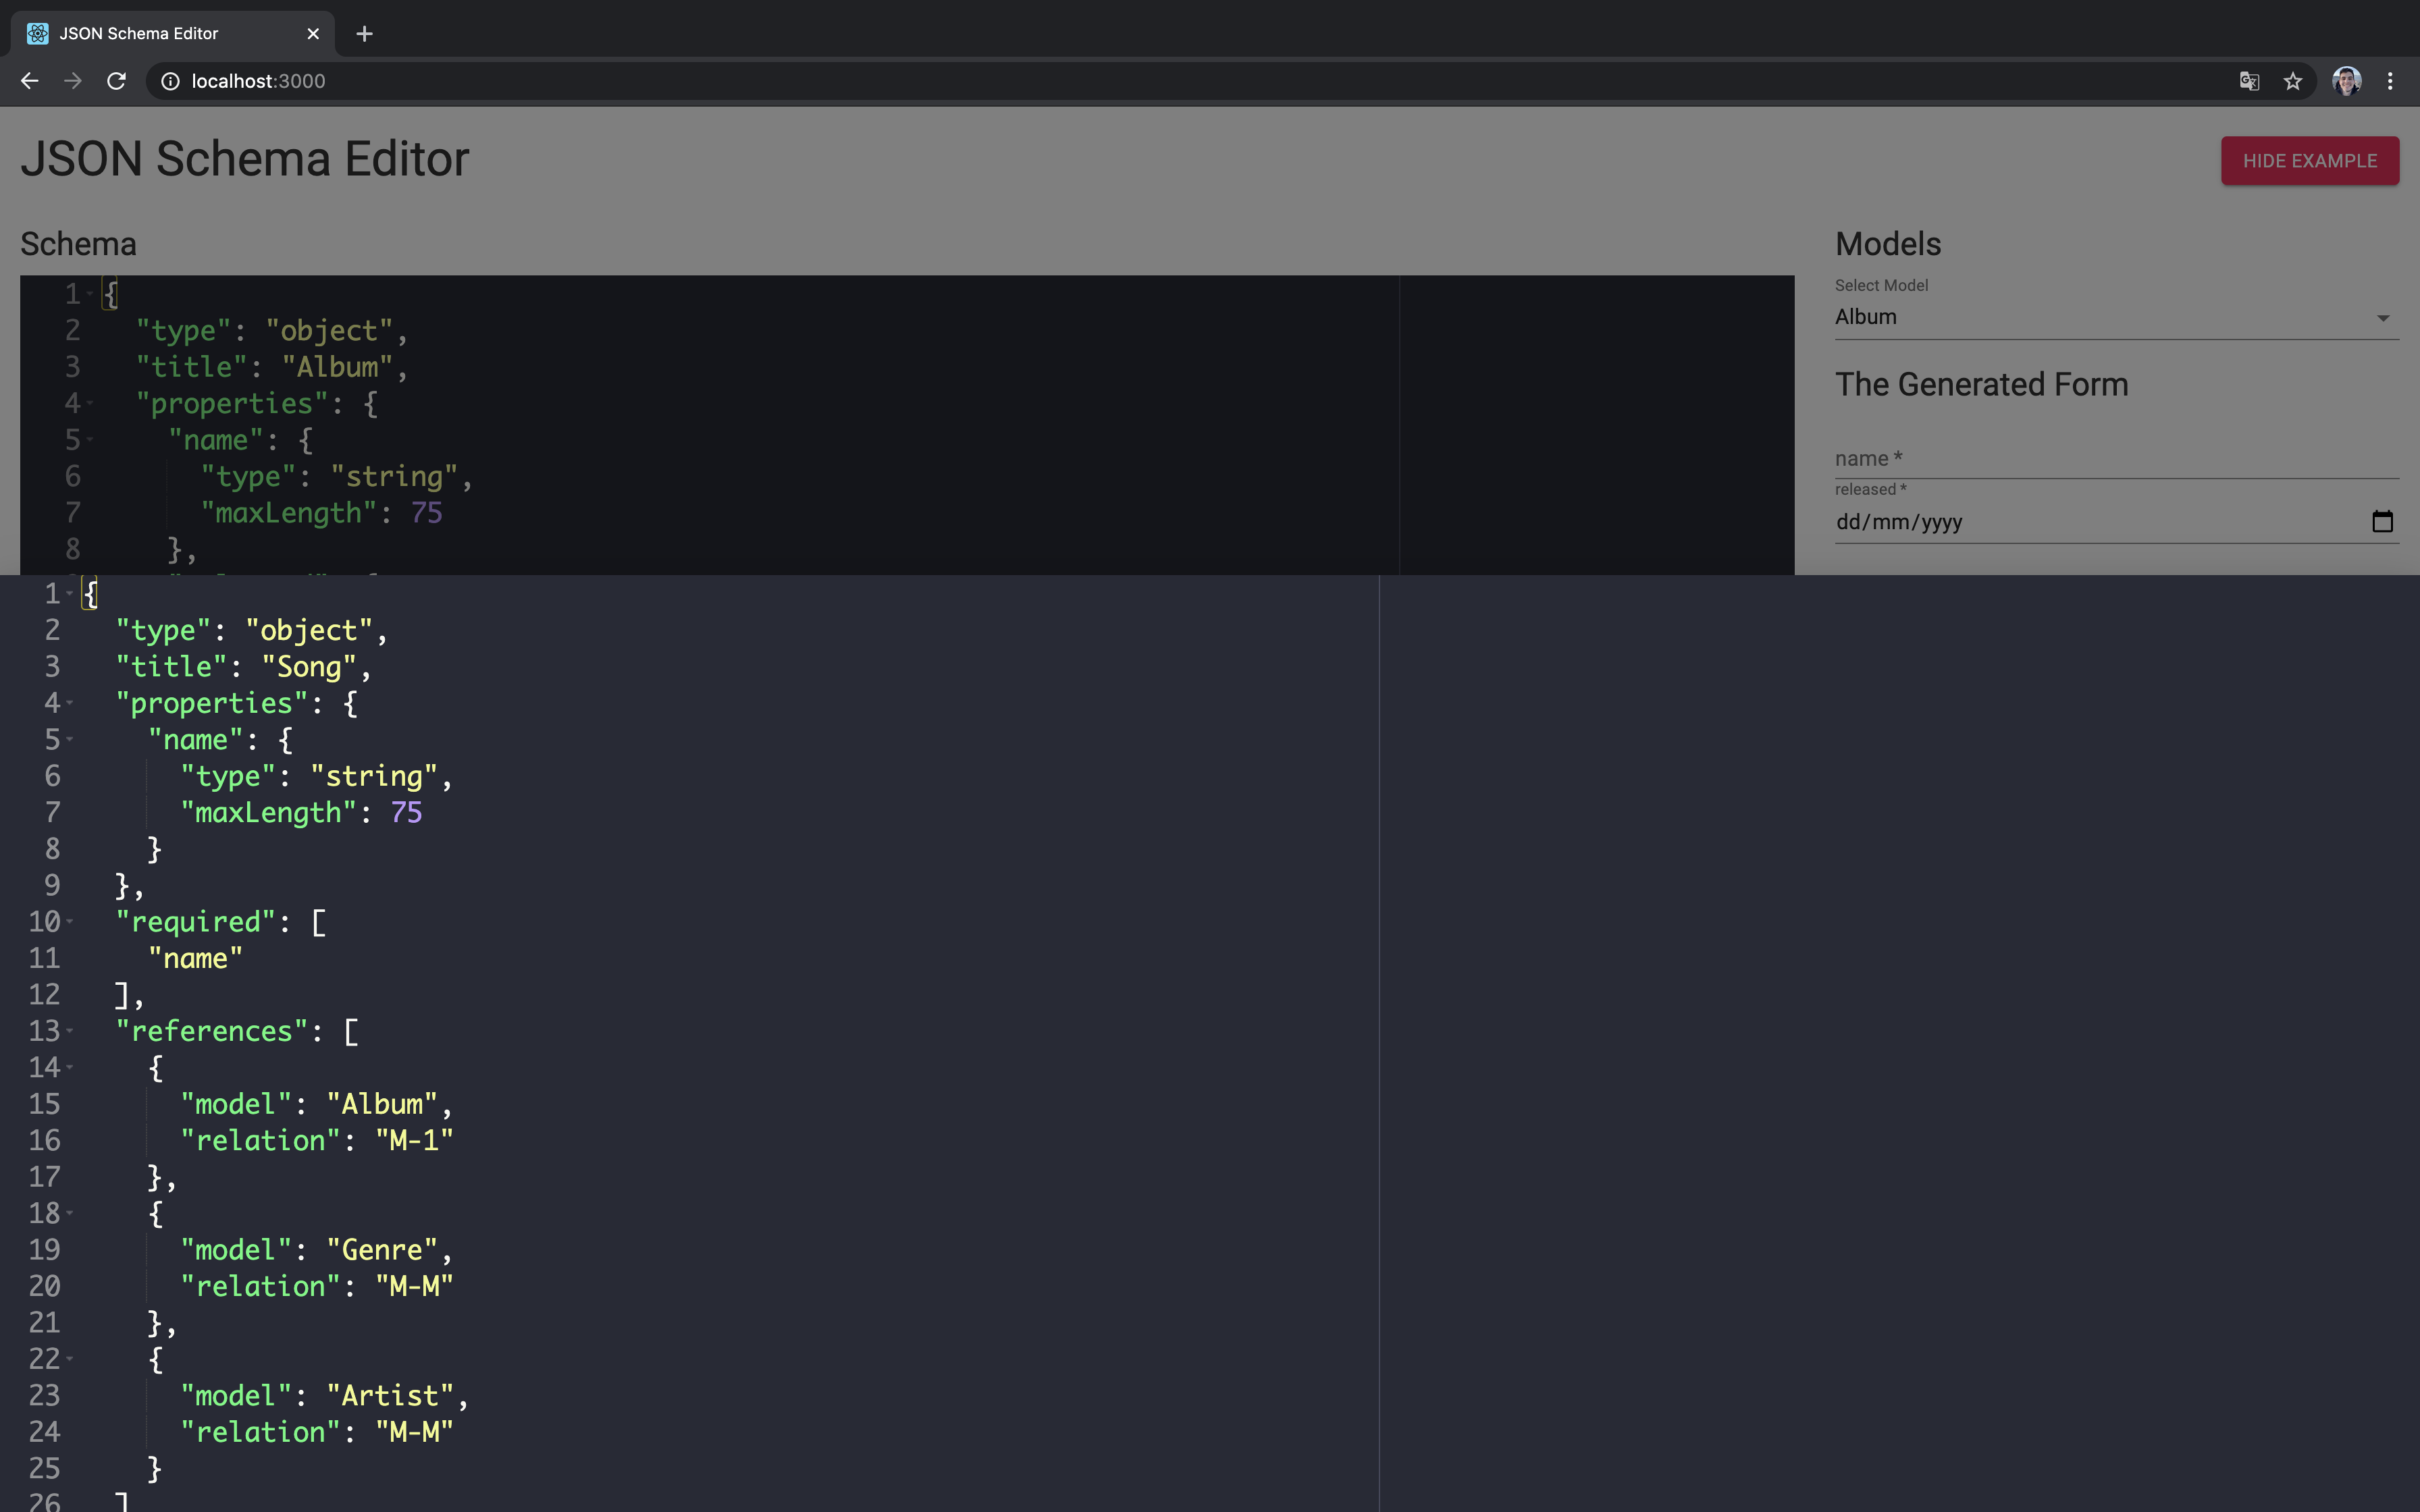 JSON Schema Editor
localhost:3000
JSON Schema Editor
HIDE EXAMPLE
Schema
1 {
2 "type": "object",
3 "title": "Album",
4 "properties": {
5 "name": {
6 "type": "string",
7 "maxLength": 75
8 },
Models
Select Model
Album
The Generated Form
name *
released *
dd/mm/yyyy
1 {
2 "type": "object",
3 "title": "Song",
4 "properties": {
5 "name": {
6 "type": "string",
7 "maxLength": 75
8 }
9 },
10 "required": [
11 "name"
12 ],
13 "references": [
14 {
15 "model": "Album",
16 "relation": "M-1"
17 },
18 {
19 "model": "Genre",
20 "relation": "M-M"
21 },
22 {
23 "model": "Artist",
24 "relation": "M-M"
25 }
26 ]